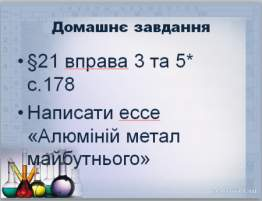 Домашнє завдання
• §21 вправа 3 та 5*
с.178
• Написати ессе
«Алюміній метал
майбутнього»